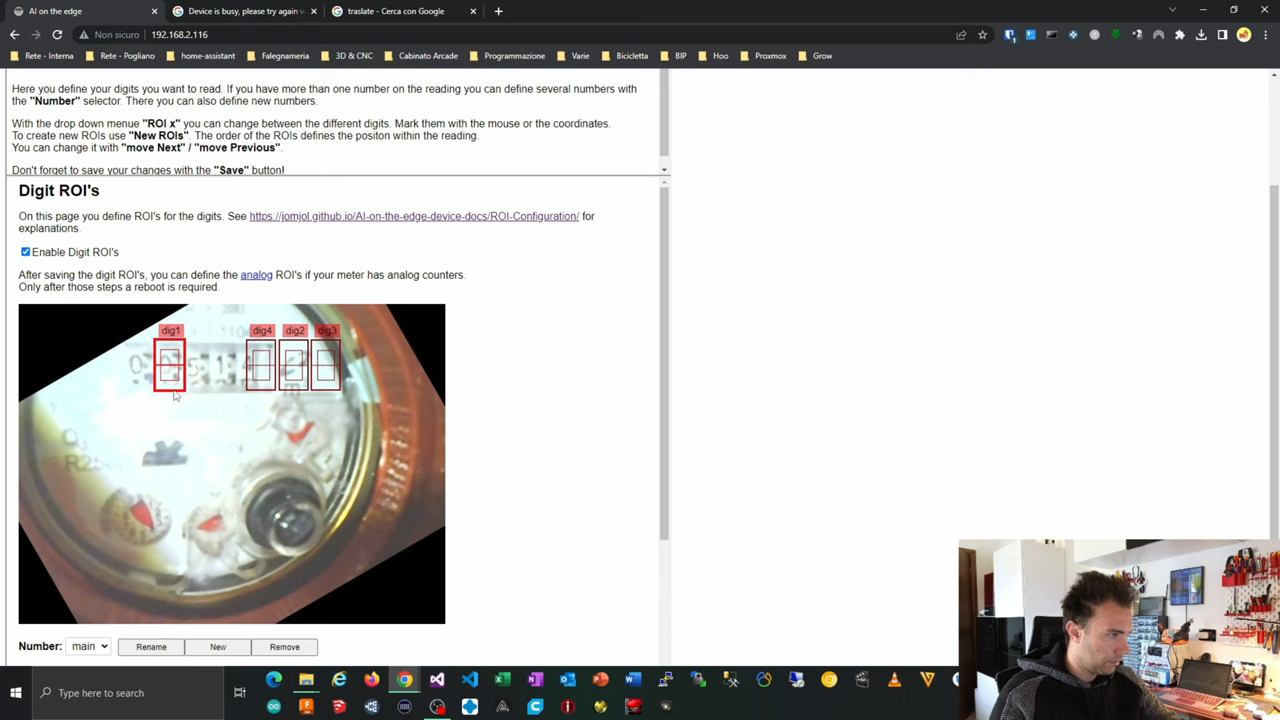 AI on the edge
Device is busy, please try again v
traslate - Cerca con Google
Non sicuro
192.168.2.116
Rete - Interna
Rete - Pogliano
home-assistant
Falegnameria
3D & CNC
Cabinato Arcade
Programmazione
Varie
Bicicletta
BIP
Hoo
Proxmox
Grow
Here you define your digits you want to read. If you have more than one number on the reading you can define several numbers with
the "Number" selector. There you can also define new numbers.
With the drop down menue "ROI x" you can change between the different digits. Mark them with the mouse or the coordinates.
To create new ROIs use "New ROIs". The order of the ROIs defines the positon within the reading.
You can change it with "move Next" / "move Previous".
Don't forget to save your changes with the "Save" button!
Digit ROI's
On this page you define ROI's for the digits. See https://jomjol.github.io/AI-on-the-edge-device-docs/ROI-Configuration/ for
explanations.
Enable Digit ROI's
After saving the digit ROI's, you can define the analog ROI's if your meter has analog counters.
Only after those steps a reboot is required.
dig1
dig4
dig2
dig3
Number:
main
Rename
New
Remove
Type here to search